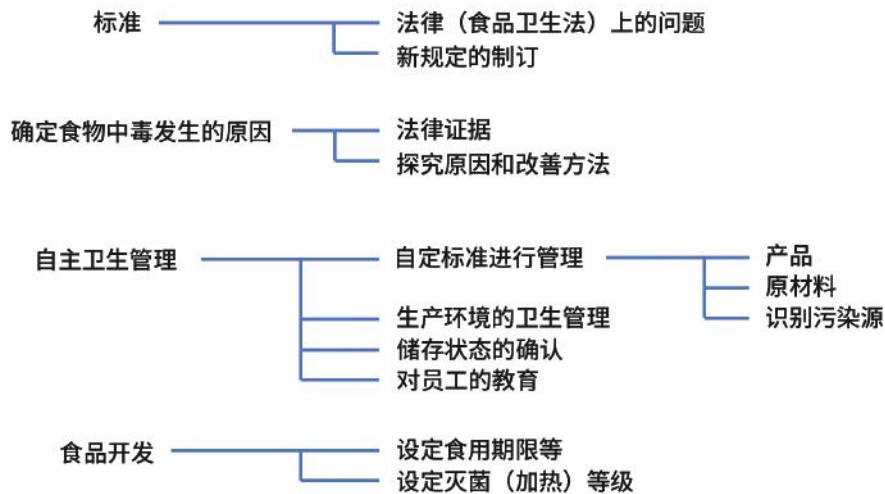 标准
法律（食品卫生法）上的问题
新规定的制订
确定食物中毒发生的原因
法律证据
探究原因和改善方法
自主卫生管理
自定标准进行管理
产品
原材料
识别污染源
生产环境的卫生管理
储存状态的确认
对员工的教育
食品开发
设定食用期限等
设定灭菌（加热）等级